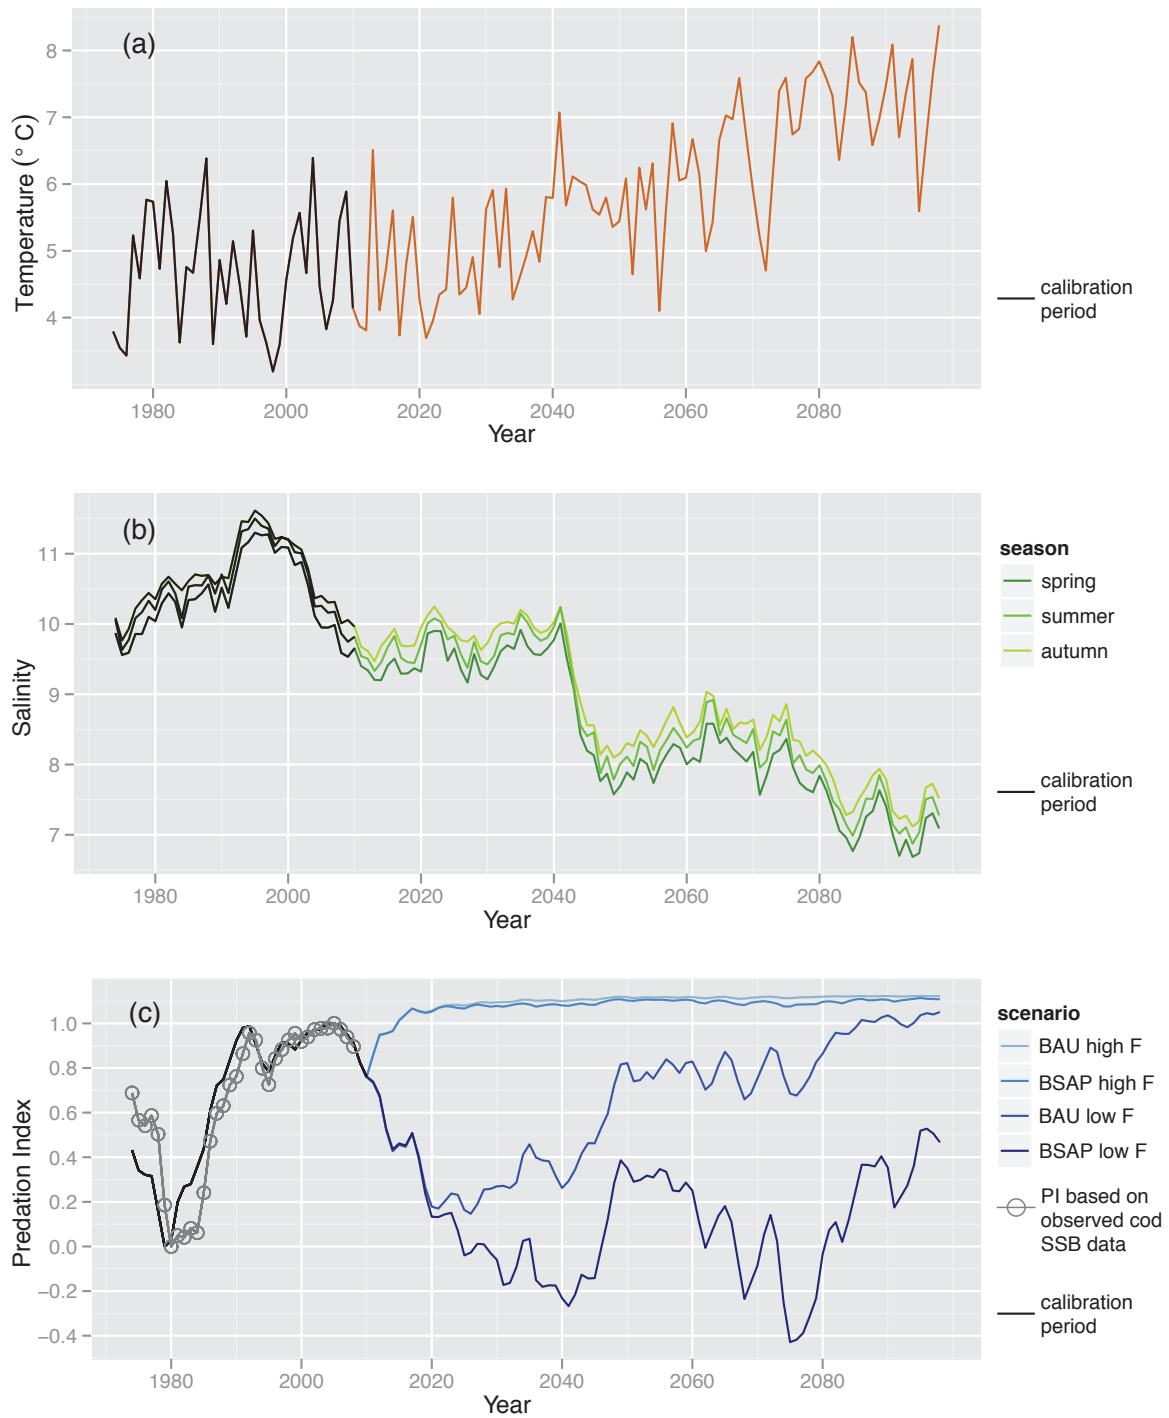 (a)
8
7
6
5
4
Temperature (° C)
1980 2000 2020 2040 2060 2080
Year
calibration
period
(b)
11
10
9
8
7
Salinity
1980 2000 2020 2040 2060 2080
Year
season
spring
summer
autumn
calibration
period
(c)
1.0
0.8
0.6
0.4
0.2
0.0
−0.2
−0.4
Predation Index
1980 2000 2020 2040 2060 2080
Year
scenario
BAU high F
BSAP high F
BAU low F
BSAP low F
PI based on
observed cod
SSB data
calibration
period